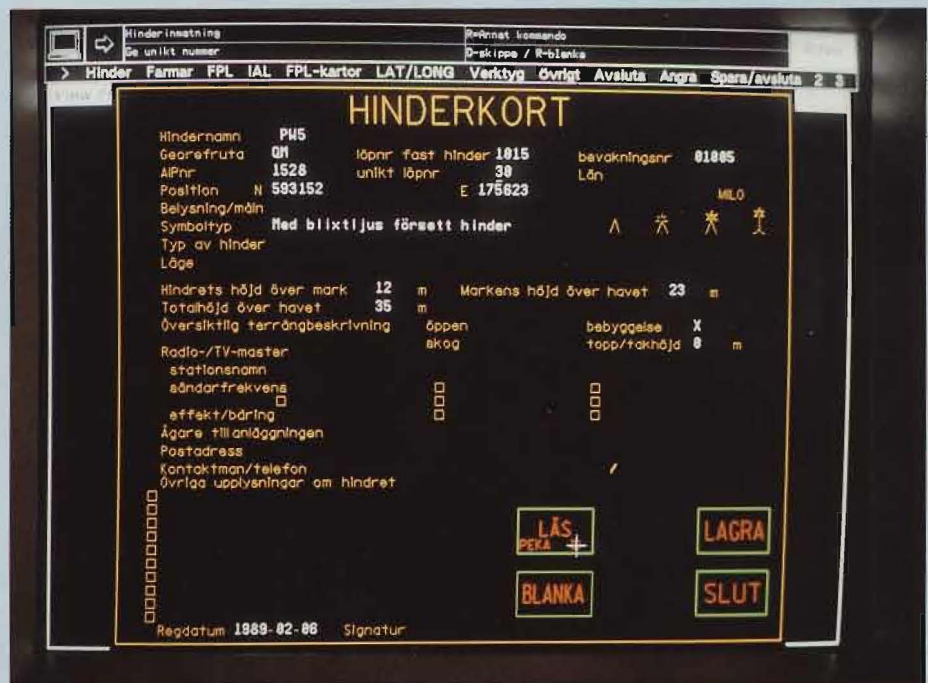 Hinderinmatning R=Annat kommando
Ge unikt nummer D-skippa / R-blanka
> Hinder Farmar FPL IAL FPL-kartor LAT/LONG Verktyg övrigt Avsluta Ångra Spara/avsluta 2 3
HINDERKORT
Hindernamn PW5
Georefruta QM löpnr fast hinder 1015 bevakningsnr 01005
AIPnr 1528 unikt löpnr 30 Län
Position N 593152 E 175623
MILO
Belysning/måln
Symboltyp Med blixtljus försett hinder
Typ av hinder
Läge
Hindrets höjd över mark 12 m Markens höjd över havet 23 m
Totalhöjd över havet 35 m
Översiktlig terrängbeskrivning öppen bebyggelse X
skog topp/takhöjd 0 m
Radio-/TV-master
stationsnamn
sändarfrekvens
effekt/bäring
Ägare till anläggningen
Postadress
Kontaktman/telefon /
Övriga upplysningar om hindret
LÄS LAGRA
PEKA
BLANKA SLUT
Regdatum 1989-02-06 Signatur